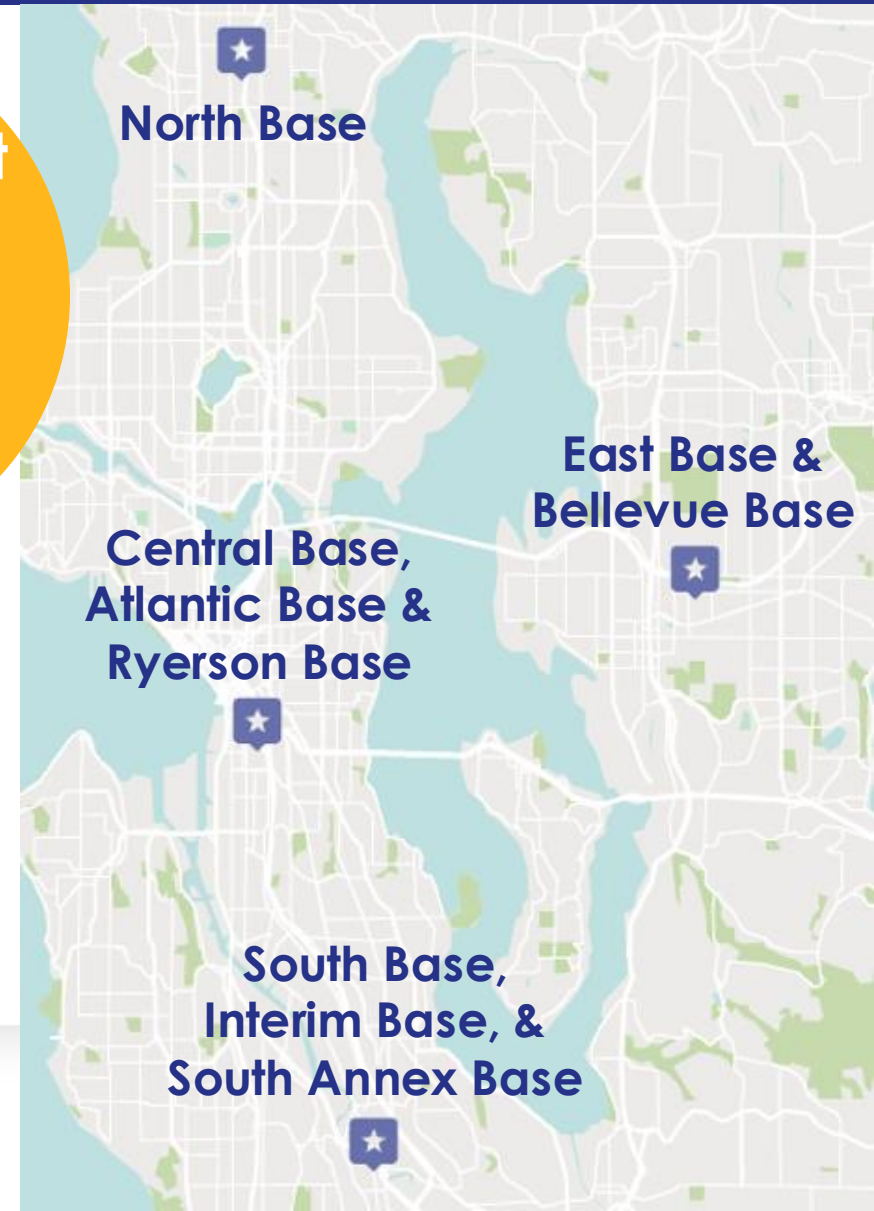 North Base
East Base &
Bellevue Base
Central Base,
Atlantic Base &
Ryerson Base
South Base,
Interim Base, &
South Annex Base